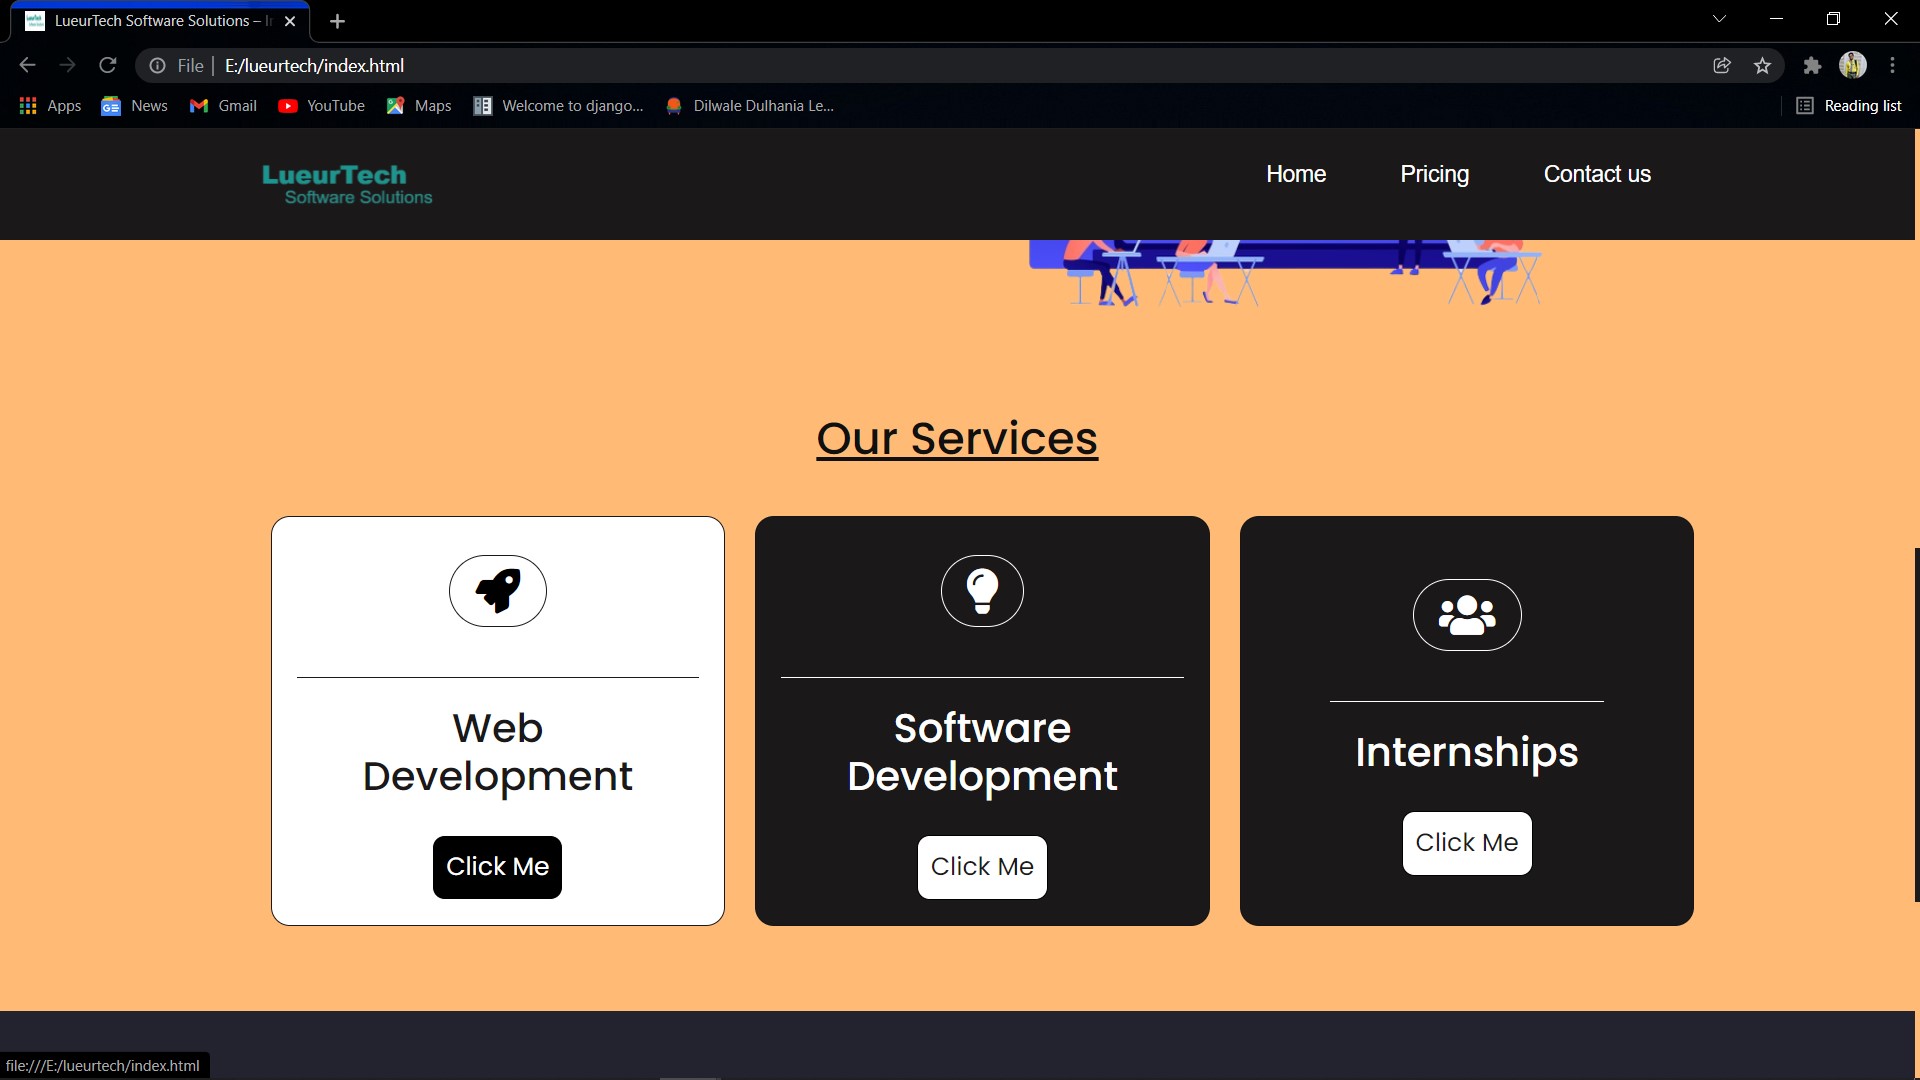 LueurTech Software Solutions – In
File
E:/lueurtech/index.html
Apps
News
Gmail
YouTube
Maps
Welcome to django...
Dilwale Dulhania Le...
Reading list
LueurTech
Software Solutions
Home
Pricing
Contact us
Our Services
Web
Development
Click Me
Software
Development
Click Me
Internships
Click Me
file:///E:/lueurtech/index.html